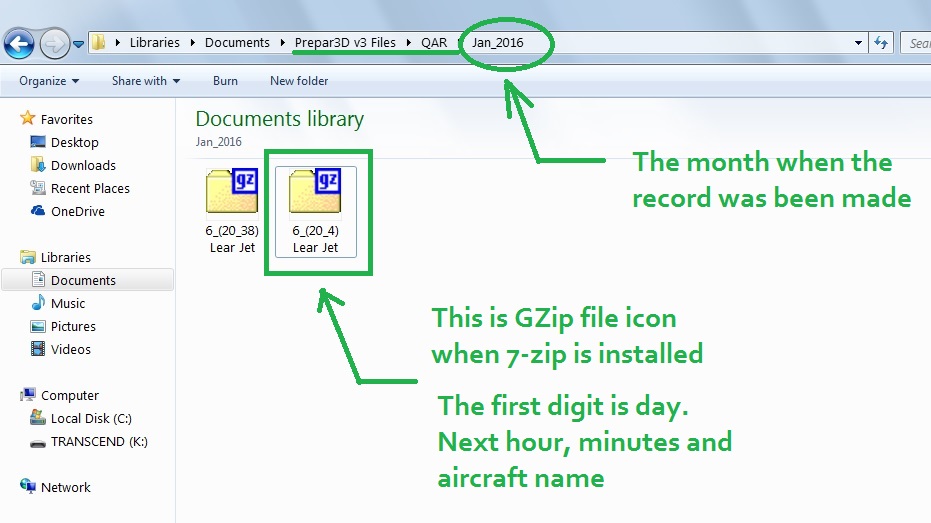 Libraries Documents Prepar3D v3 Files QAR Jan_2016
Organize Share with Burn New folder
Favorites
Desktop
Downloads
Recent Places
OneDrive
Libraries
Documents
Music
Pictures
Videos
Computer
Local Disk (C:)
TRANSCEND (K:)
Network
Documents library
Jan_2016
gz gz
6_(20_38) 6_(20_4)
Lear Jet Lear Jet
The month when the
record was been made
This is GZip file icon
when 7-zip is installed
The first digit is day.
Next hour, minutes and
aircraft name